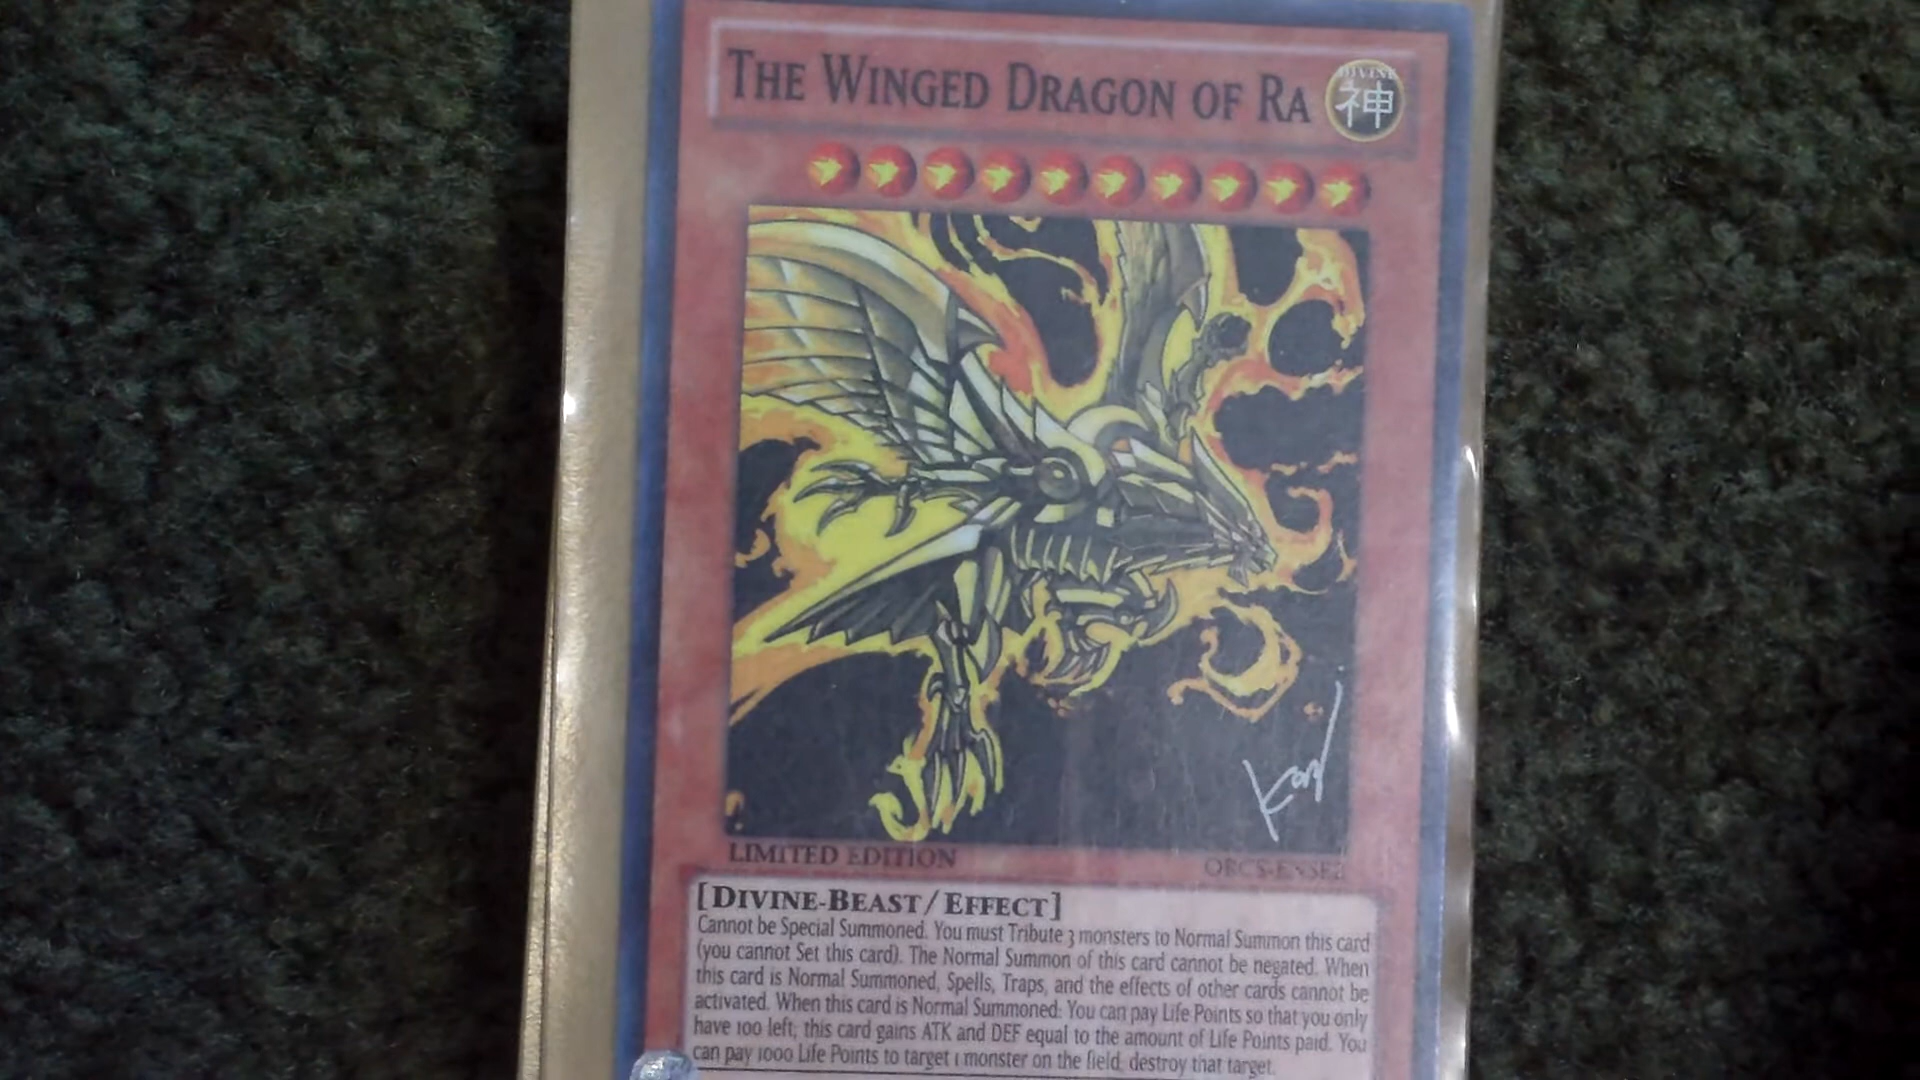 THE WINGED DRAGON OF RA
DIVINE
神
LIMITED EDITION
ORCS-ENSE2
[DIVINE-BEAST/EFFECT]
Cannot be Special Summoned. You must Tribute 3 monsters to Normal Summon this card
(you cannot Set this card). The Normal Summon of this card cannot be negated. When
this card is Normal Summoned, Spells, Traps, and the effects of other cards cannot be
activated. When this card is Normal Summoned: You can pay Life Points so that you only
have 100 left; this card gains ATK and DEF equal to the amount of Life Points paid. You
can pay 1000 Life Points to target 1 monster on the field; destroy that target.